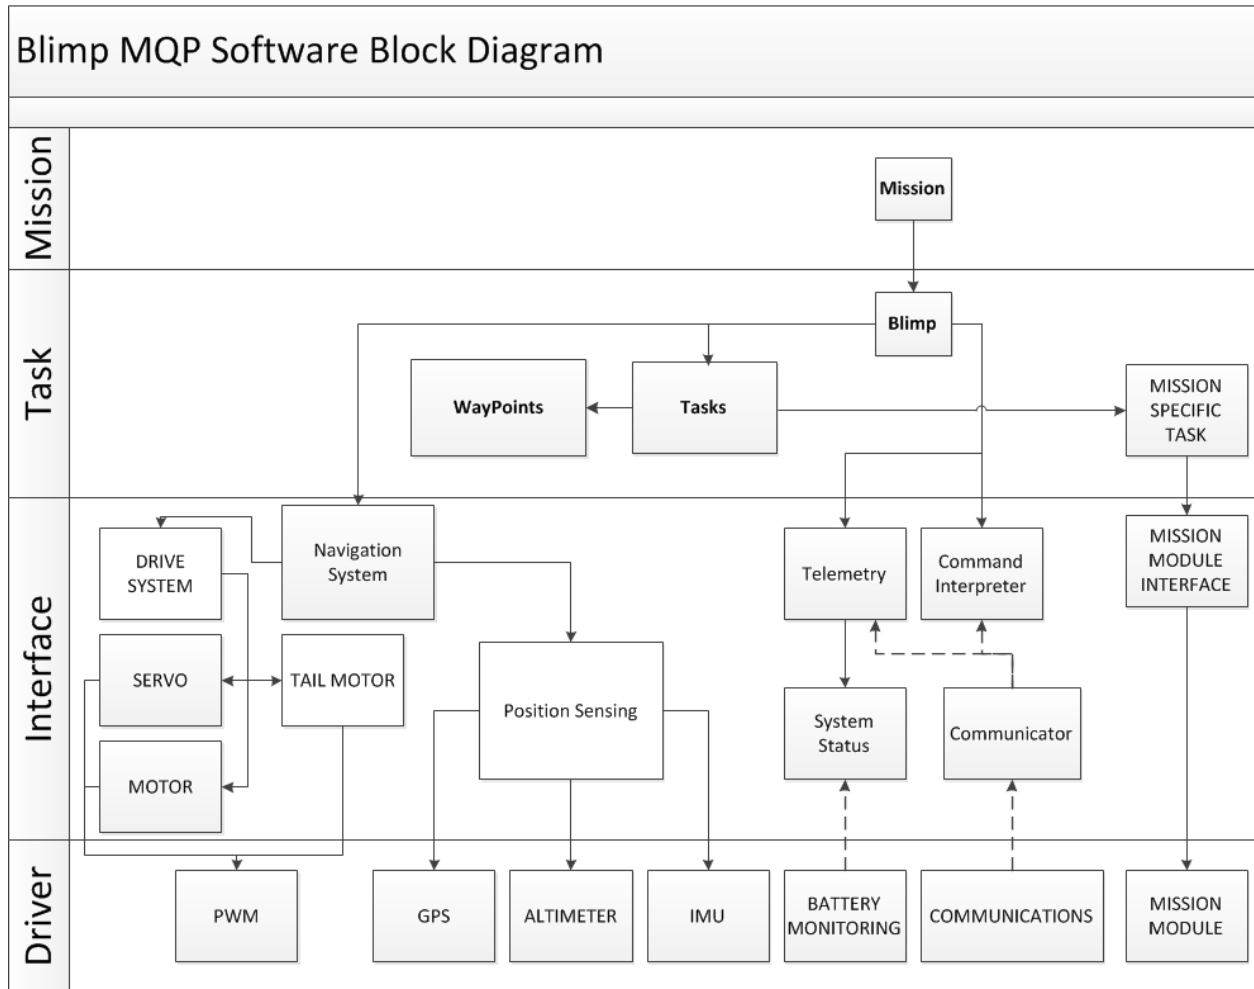 Blimp MQP Software Block Diagram
Mission
Mission
Task
Blimp
WayPoints
Tasks
MISSION
SPECIFIC
TASK
Interface
DRIVE
SYSTEM
Navigation
System
Telemetry
Command
Interpreter
MISSION
MODULE
INTERFACE
SERVO
TAIL MOTOR
Position Sensing
System
Status
Communicator
MOTOR
Driver
PWM
GPS
ALTIMETER
IMU
BATTERY
MONITORING
COMMUNICATIONS
MISSION
MODULE